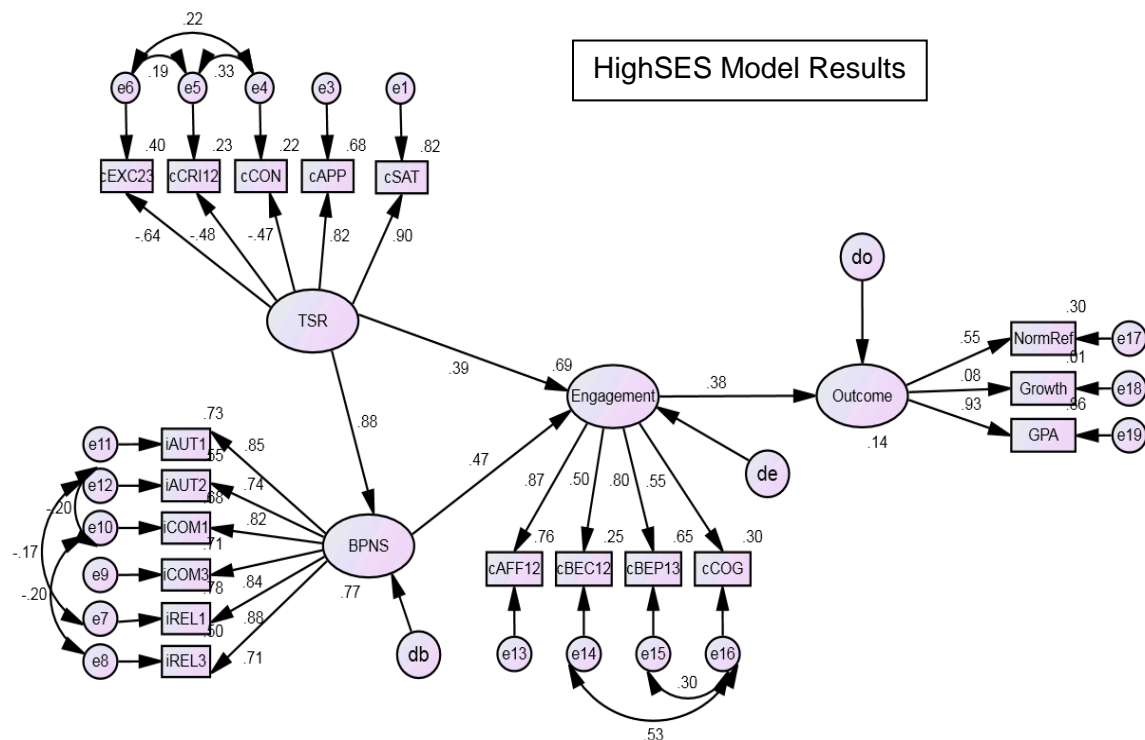 HighSES Model Results
.22
.19 .33
e6 e5 e4 e3 e1
.40 .23 .22 .68 .82
cEXC23 cCRI12 cCON cAPP cSAT
-.64 -.48 -.47 .82 .90
TSR
do
.30
.55 NormRef e17
.01
.39 .69 Engagement .38 Outcome .08 Growth e18
.93 .86
.14 GPA e19
.88
.73
e11 iAUT1 .85
.55
e12 iAUT2 .74
.47
de
-.20 .68
e10 iCOM1 .82
.87 .50 .80 .55
-.17 .71
BPNS
e9 iCOM3 .84
.77
.76 .25 .65 .30
cAFF12 cBEC12 cBEP13 cCOG
-.20 .78
e7 iREL1 .88
.50
e8 iREL3 .71
db
e13 e14 e15 e16
.30
.53